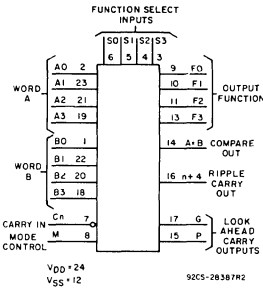 FUNCTION SELECT
INPUTS
S0 S1 S2 S3
6 5 4 3
WORD A
A0 2
A1 23
A2 21
A3 19
WORD B
B0 1
B1 22
B2 20
B3 18
CARRY IN Cn 7
MODE CONTROL M 8
9 F0
10 F1
11 F2
13 F3
OUTPUT FUNCTION
14 A=B COMPARE OUT
16 n+4 RIPPLE CARRY OUT
17 G
15 P
LOOK AHEAD CARRY OUTPUTS
VDD = 24
VSS = 12
92CS-28387R2